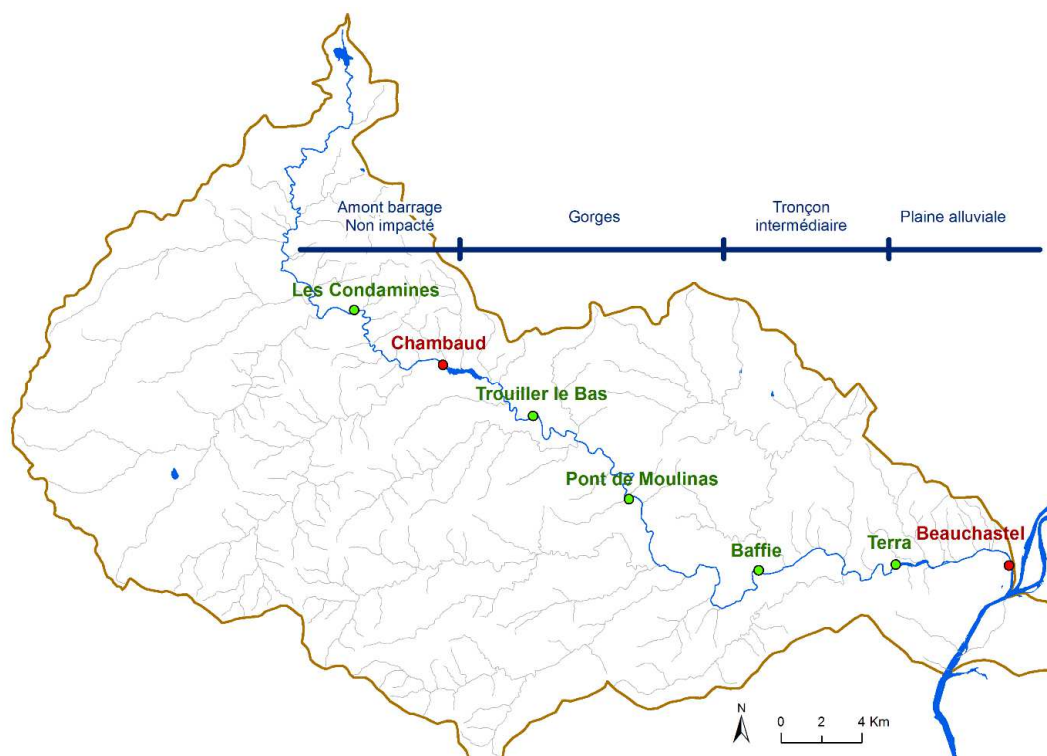 Amont barrage
Non impacté
Gorges
Tronçon
intermédiaire
Plaine alluviale
Les Condamines
Chambaud
Trouiller le Bas
Pont de Moulinas
Baffie
Terra
Beauchastel
N
0 2 4 Km